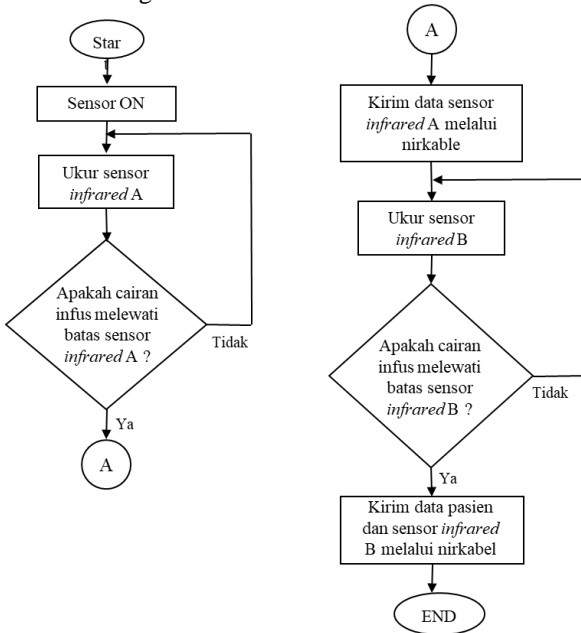 Star
t
Sensor ON
Ukur sensor
infrared A
Apakah cairan
infus melewati
batas sensor
infrared A ?
Tidak
Ya
A
A
Kirim data sensor
infrared A melalui
nirkable
Ukur sensor
infrared B
Apakah cairan
infus melewati
batas sensor
infrared B ?
Tidak
Ya
Kirim data pasien
dan sensor infrared
B melalui nirkabel
END